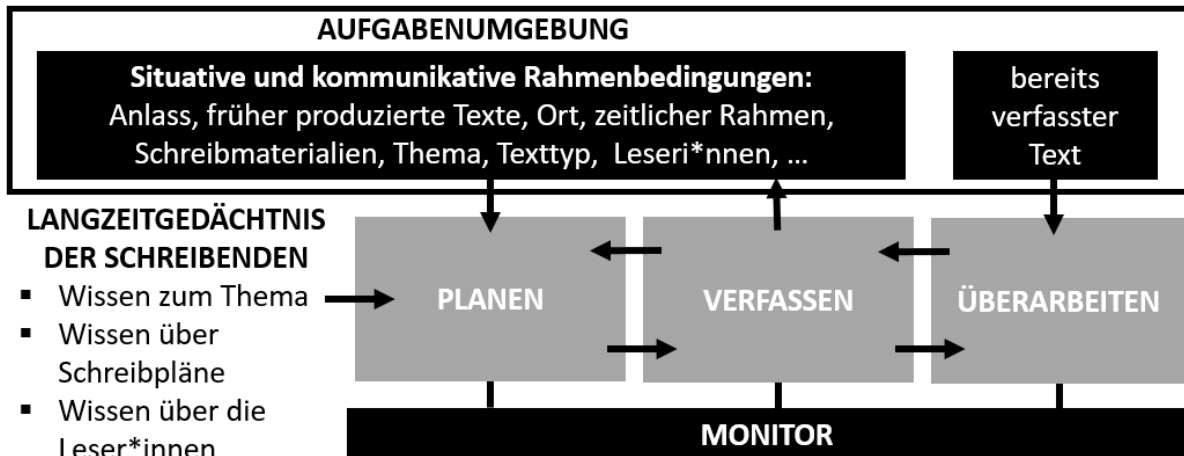 AUFGABENUMGEBUNG
Situative und kommunikative Rahmenbedingungen:
Anlass, früher produzierte Texte, Ort, zeitlicher Rahmen,
Schreibmaterialien, Thema, Texttyp, Leseri*nnen, ...
bereits
verfasster
Text
LANGZEITGEDÄCHTNIS
DER SCHREIBENDEN
▪ Wissen zum Thema
▪ Wissen über
Schreibpläne
▪ Wissen über die
Leser*innen
PLANEN
VERFASSEN
ÜBERARBEITEN
MONITOR